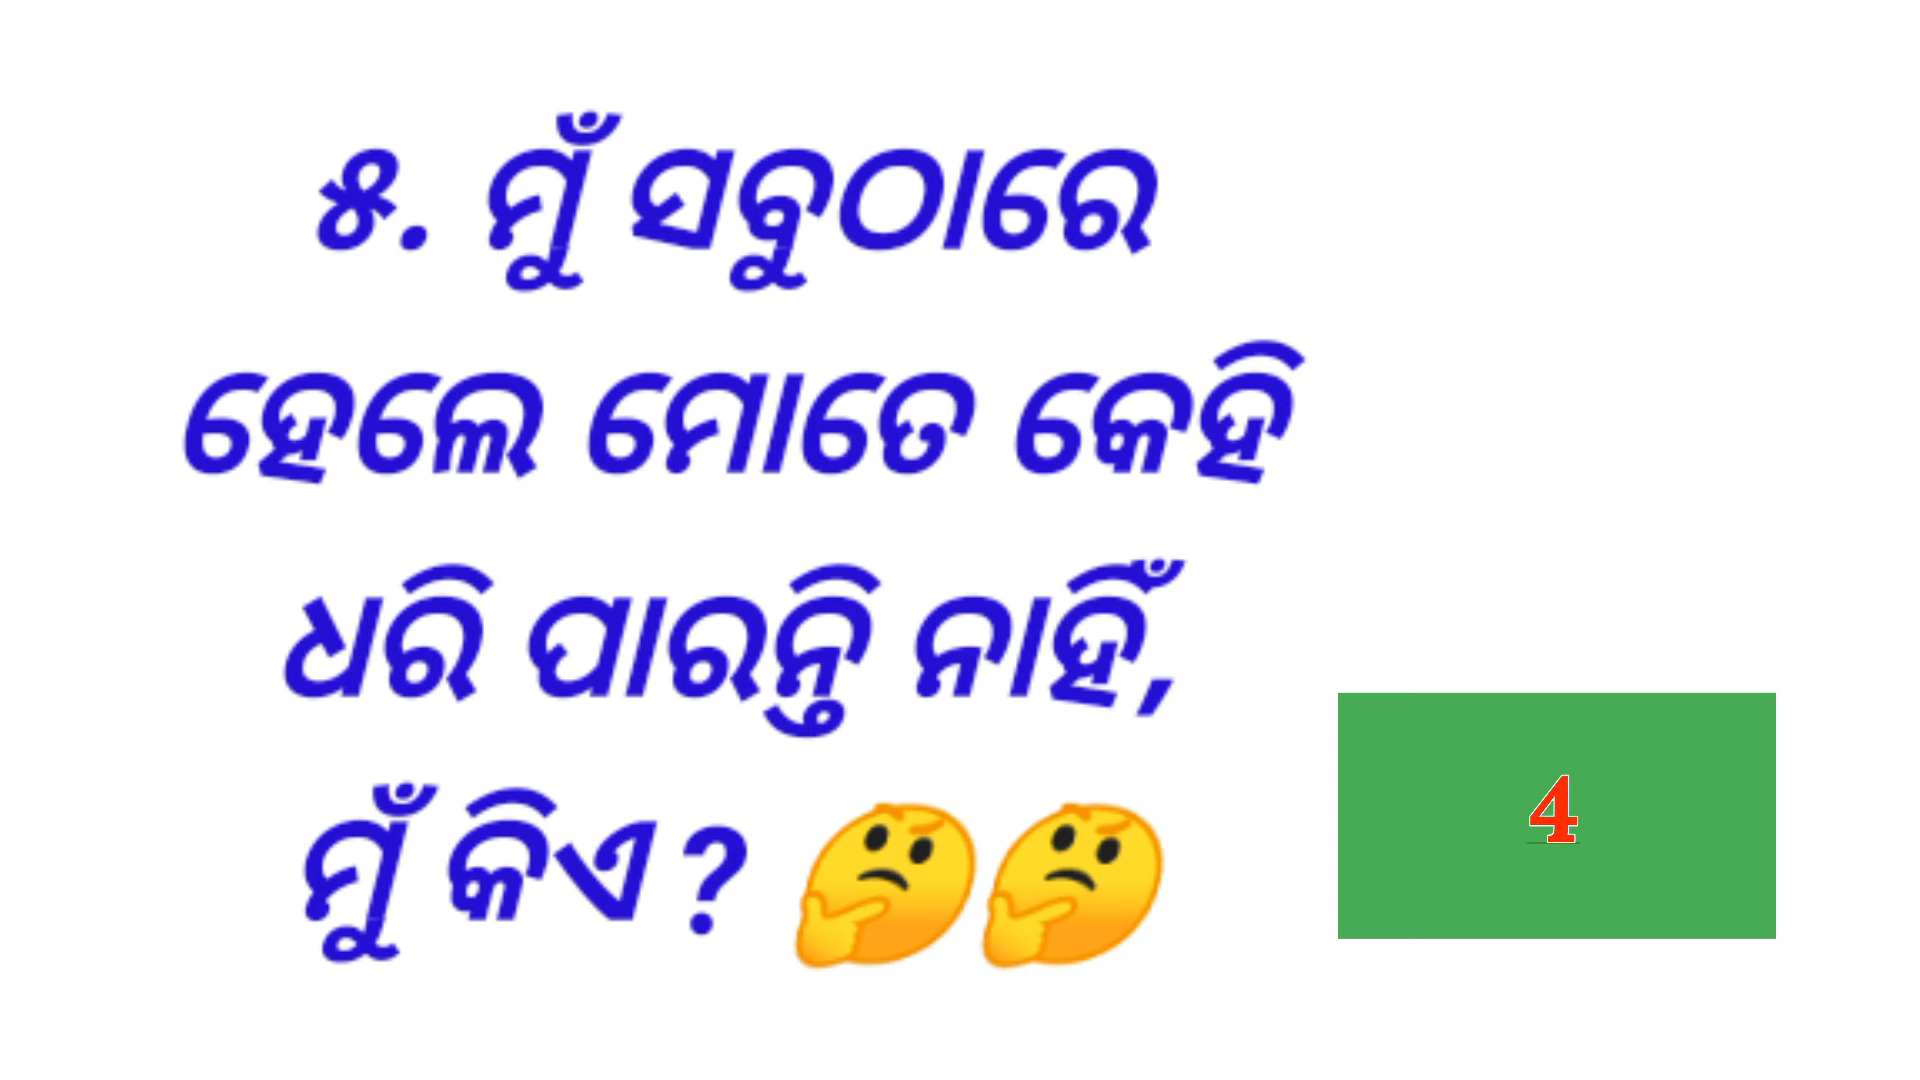 ୫. ମୁଁ ସବୁଠାରେ
ହେଲେ ମୋତେ କେହି
ଧରି ପାରନ୍ତି ନାହିଁ,
ମୁଁ କିଏ ? 🤔🤔
4